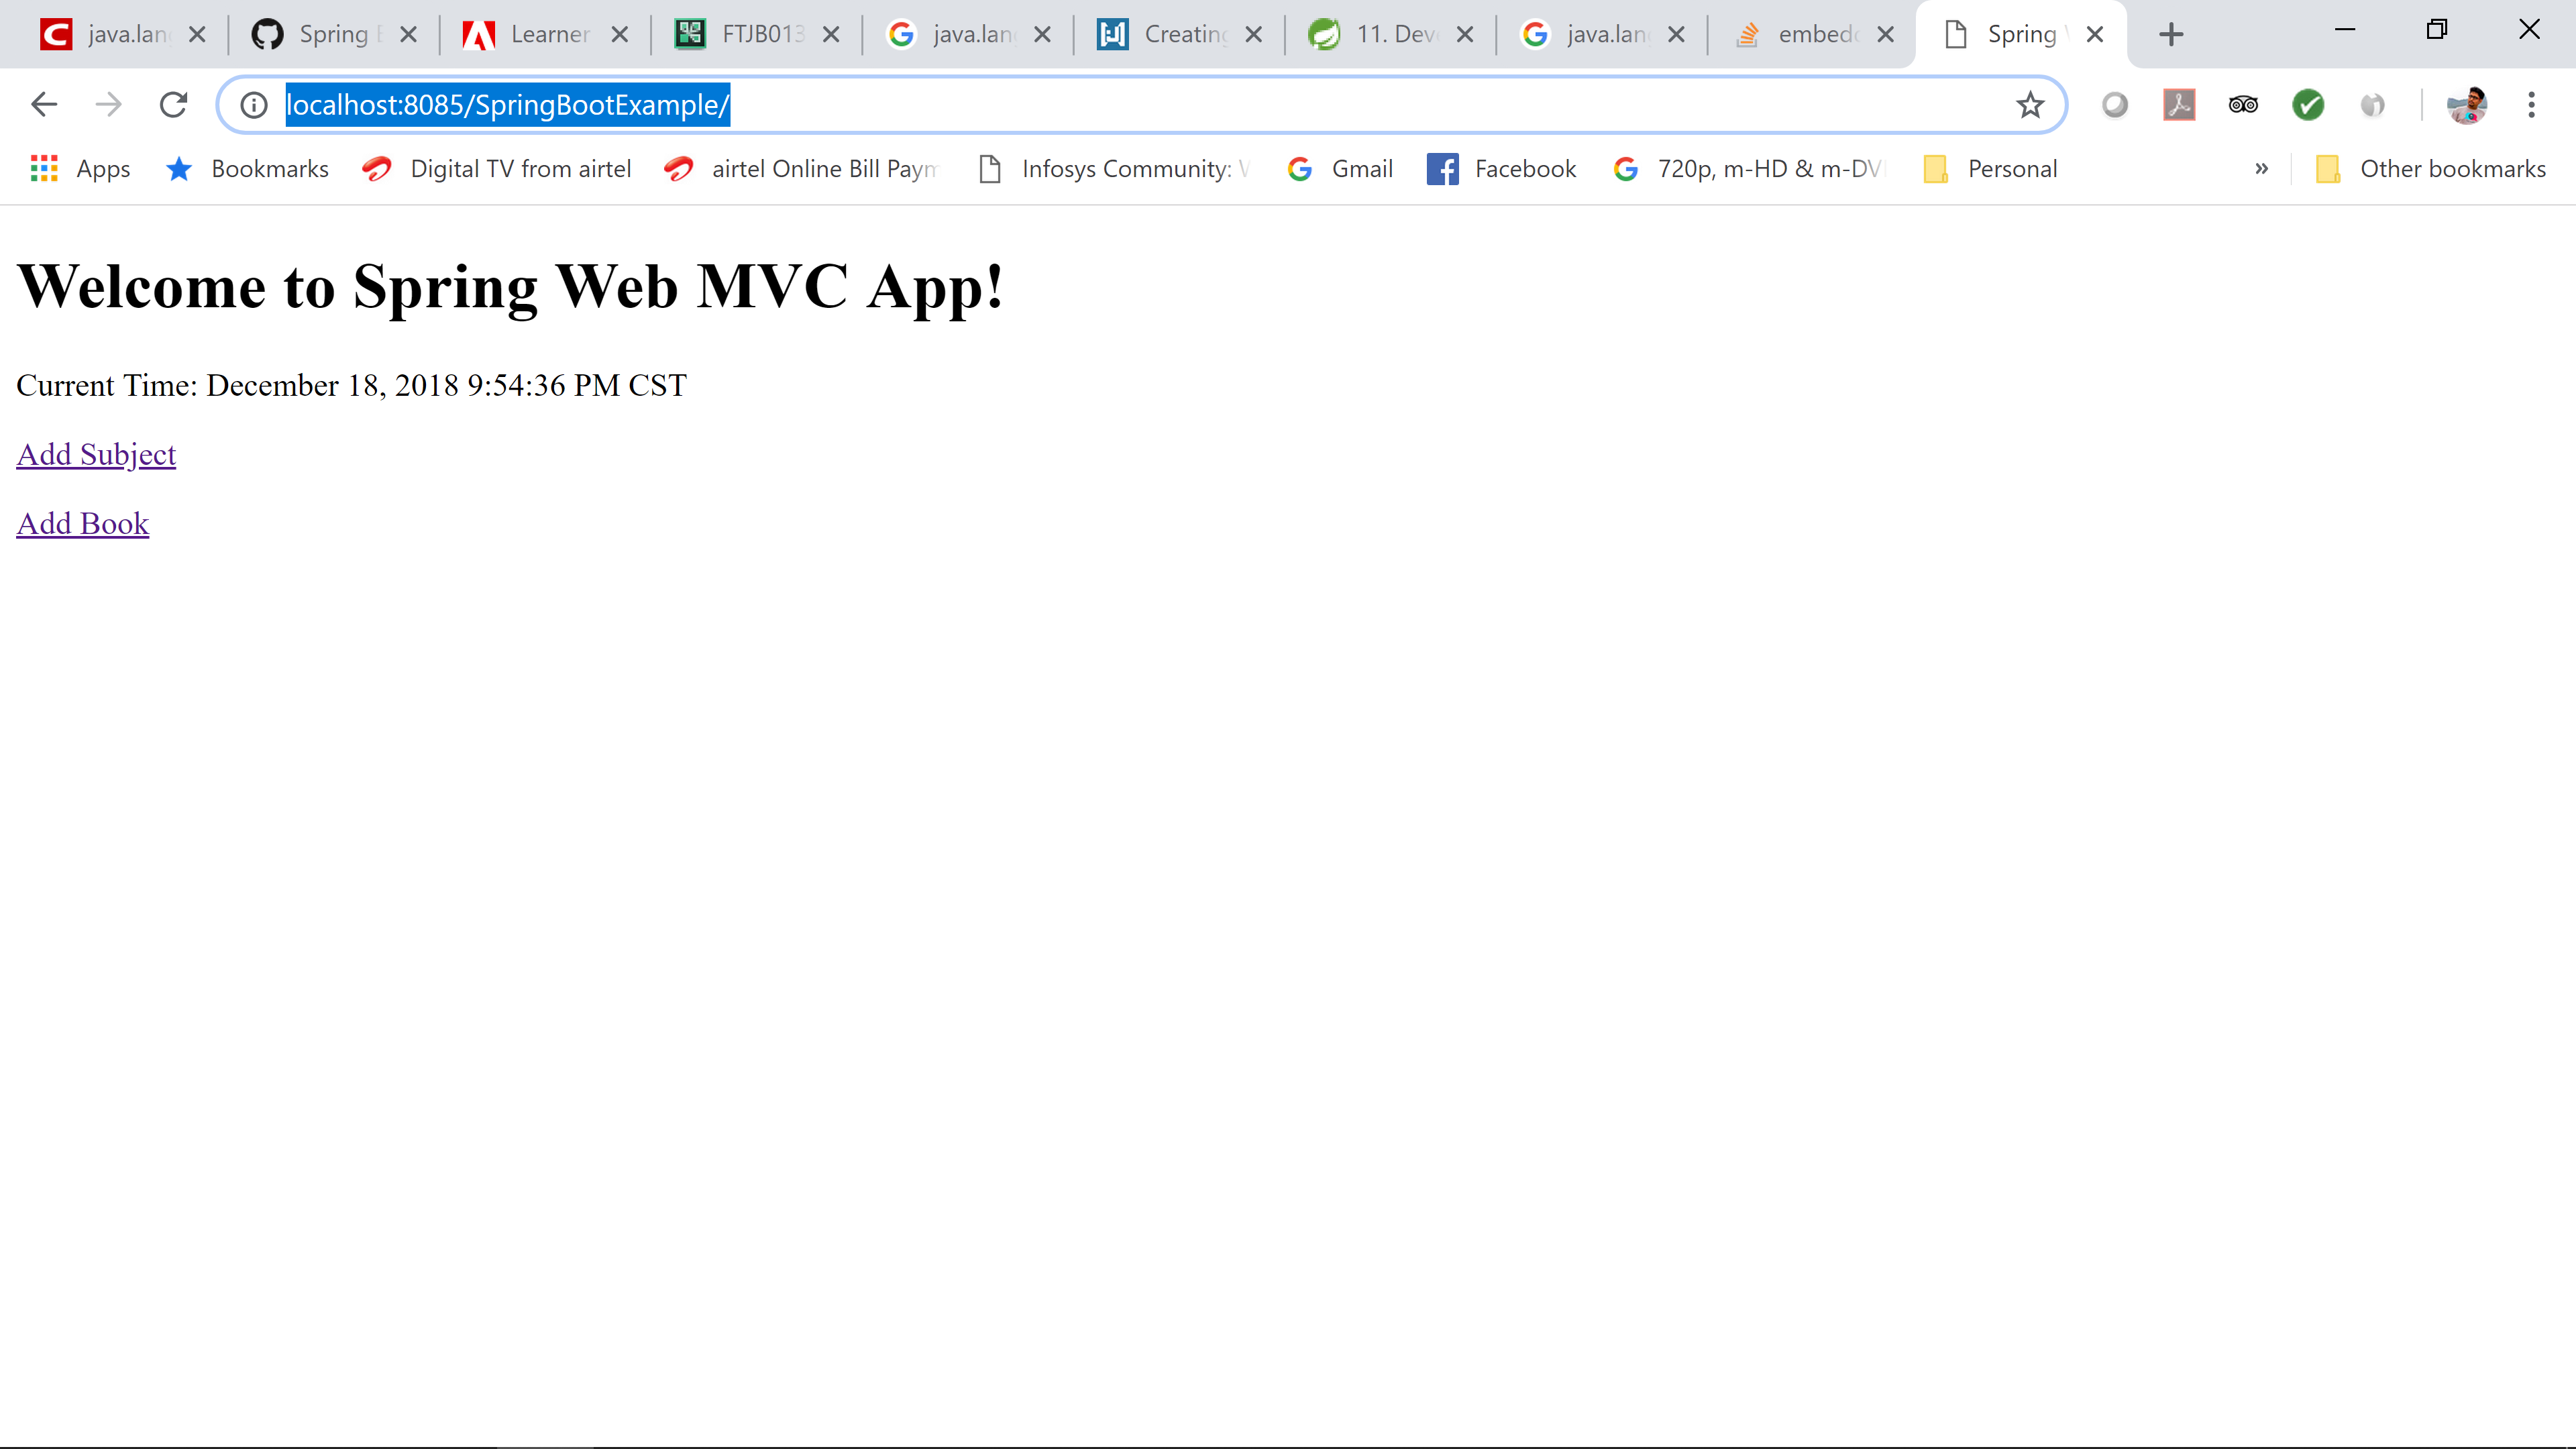 java.lan Spring Learner FTJB013 java.lan Creating 11. Dev java.lan embed Spring
localhost:8085/SpringBootExample/
Apps Bookmarks Digital TV from airtel airtel Online Bill Paym Infosys Community: Gmail Facebook 720p, m-HD & m-DV Personal » Other bookmarks
Welcome to Spring Web MVC App!
Current Time: December 18, 2018 9:54:36 PM CST
Add Subject
Add Book